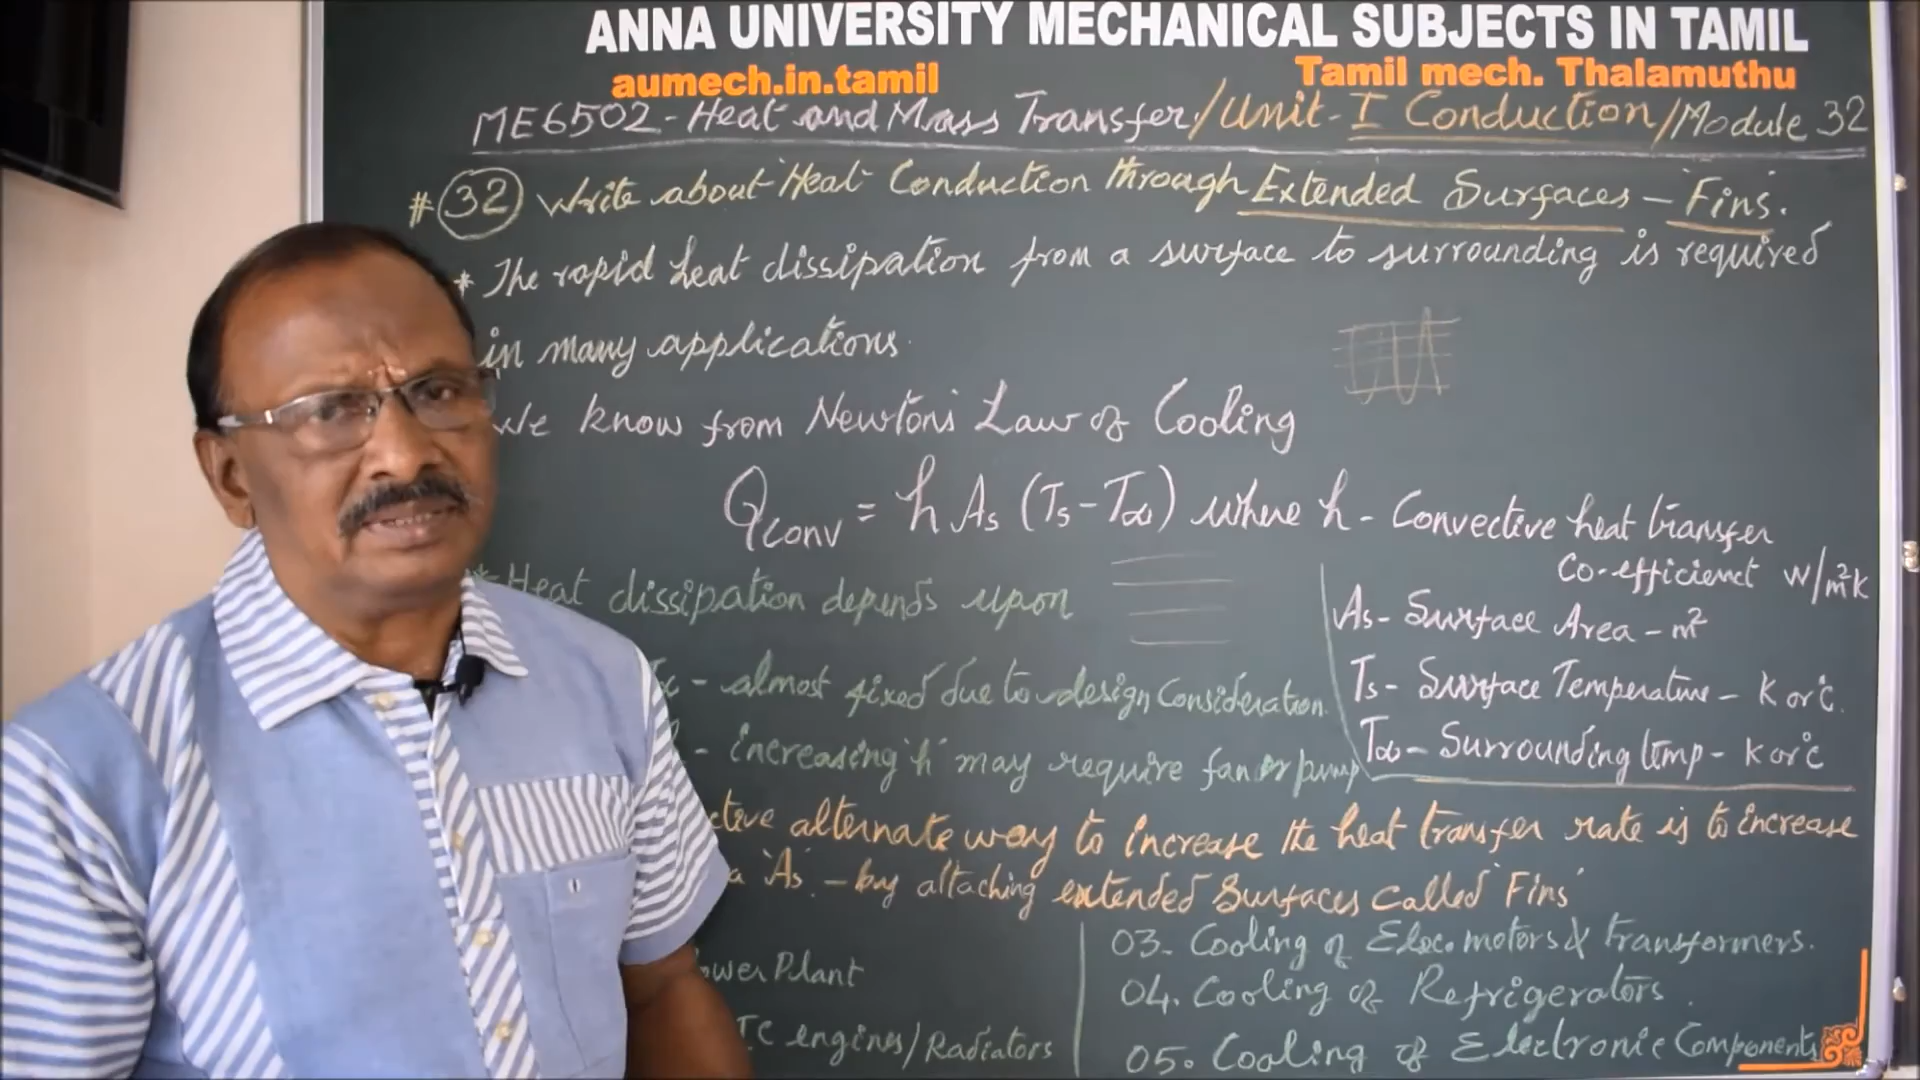 ANNA UNIVERSITY MECHANICAL SUBJECTS IN TAMIL
aumech.in.tamil
Tamil mech. Thalamuthu
ME6502 - Heat and Mass Transfer/Unit - I Conduction/Module 32
# 32 Write about Heat Conduction through Extended Surfaces - 'Fins'.
* The rapid heat dissipation from a surface to surrounding is required
in many applications.
We know from Newton's Law of Cooling
Qconv = h As (Ts - T∞) where h - Convective heat transfer
Co-efficient W/m²K
As - Surface Area - m²
Ts - Surface Temperature - K or °C.
T∞ - Surrounding temp - K or °C
* Heat dissipation depends upon
- almost fixed due to design Consideration.
- increasing 'h' may require fan or pump
alternate way to increase the heat transfer rate is to increase
'As' - by attaching extended Surfaces called 'Fins'
Plant
IC engines/Radiators
03. Cooling of Elec. motors & transformers.
04. Cooling of Refrigerators.
05. Cooling of Electronic Components